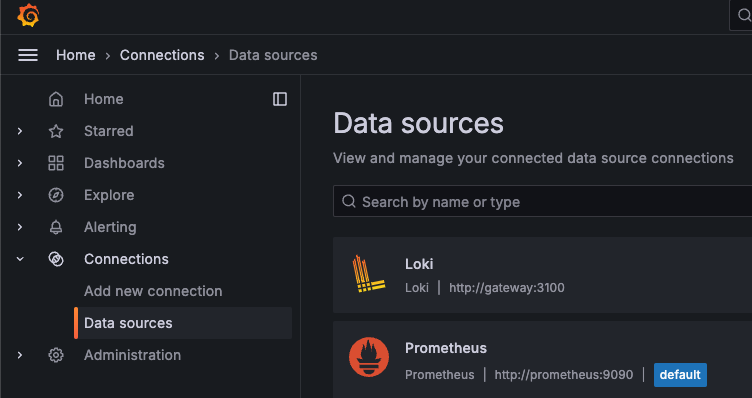 Home › Connections › Data sources
Home
Starred
Dashboards
Explore
Alerting
Connections
Add new connection
Data sources
Administration
Data sources
View and manage your connected data source connections
Search by name or type
Loki
Loki | http://gateway:3100
Prometheus
Prometheus | http://prometheus:9090 | default